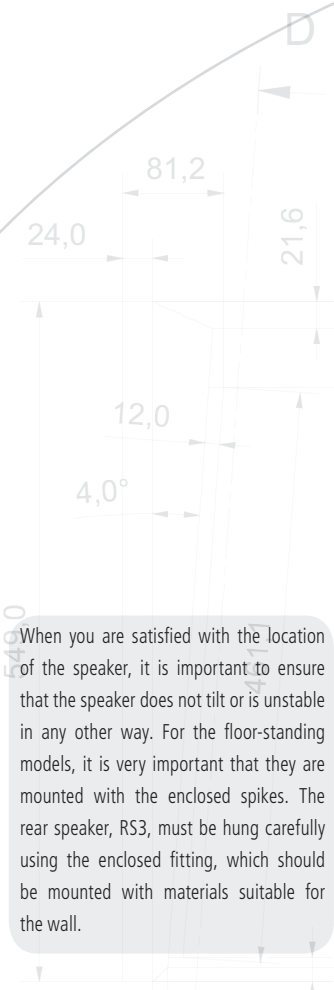 D
81,2
24,0
21,6
12,0
4,0°
549,0
When you are satisfied with the location
of the speaker, it is important to ensure
that the speaker does not tilt or is unstable
in any other way. For the floor-standing
models, it is very important that they are
mounted with the enclosed spikes. The
rear speaker, RS3, must be hung carefully
using the enclosed fitting, which should
be mounted with materials suitable for
the wall.